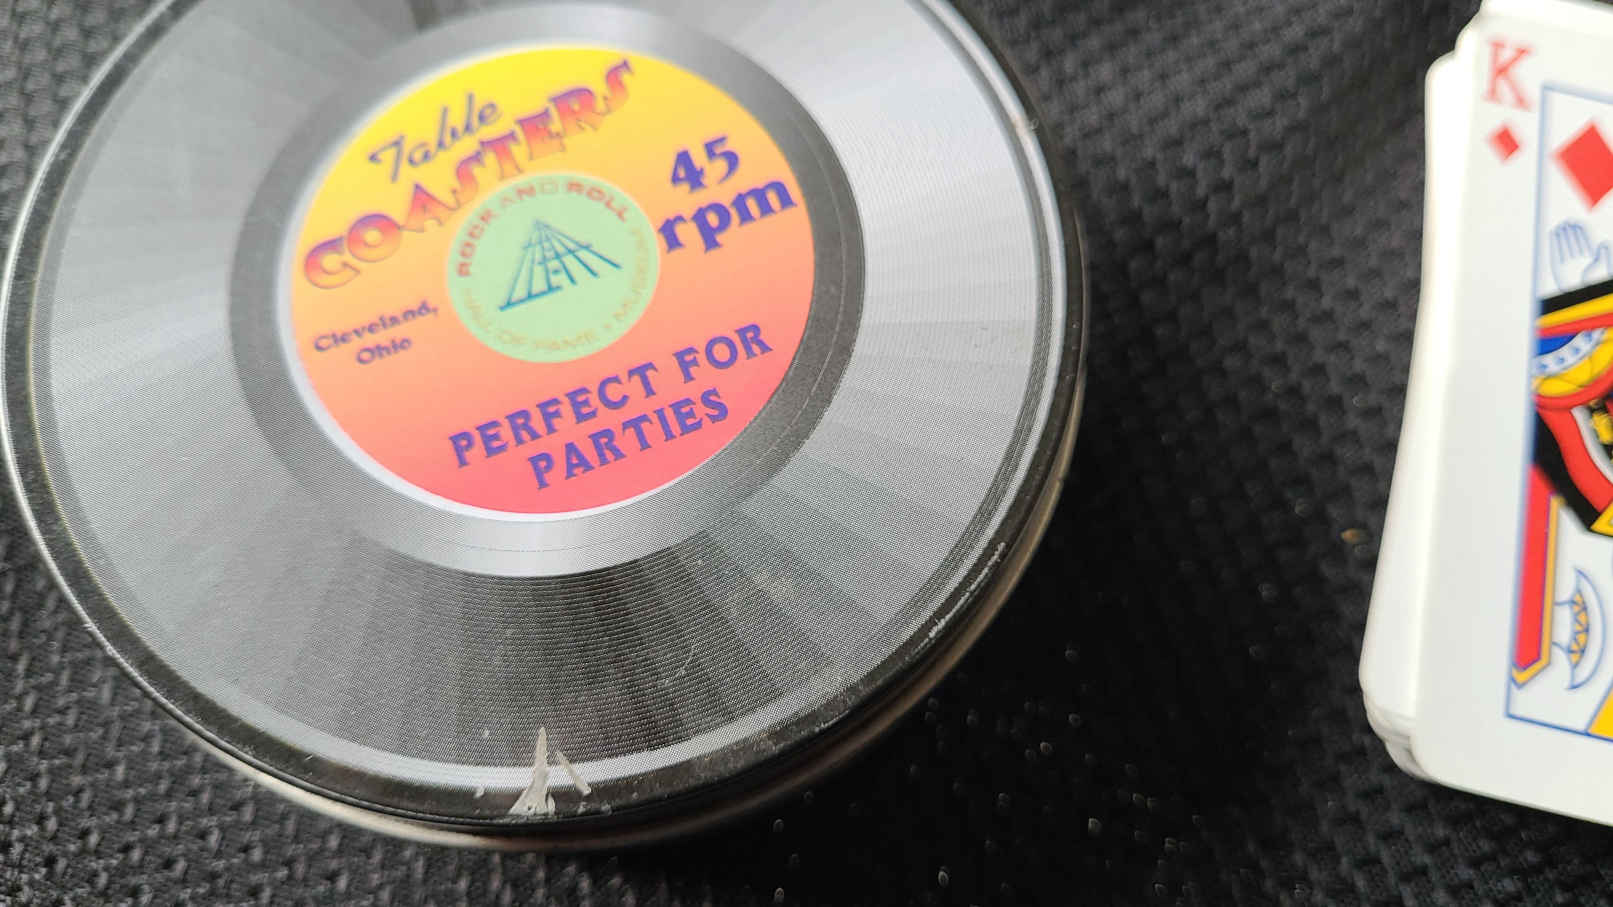 Table
COASTERS
45
rpm
ROCK AND ROLL
HALL OF FAME + MUSEUM
Cleveland,
Ohio
PERFECT FOR
PARTIES
K